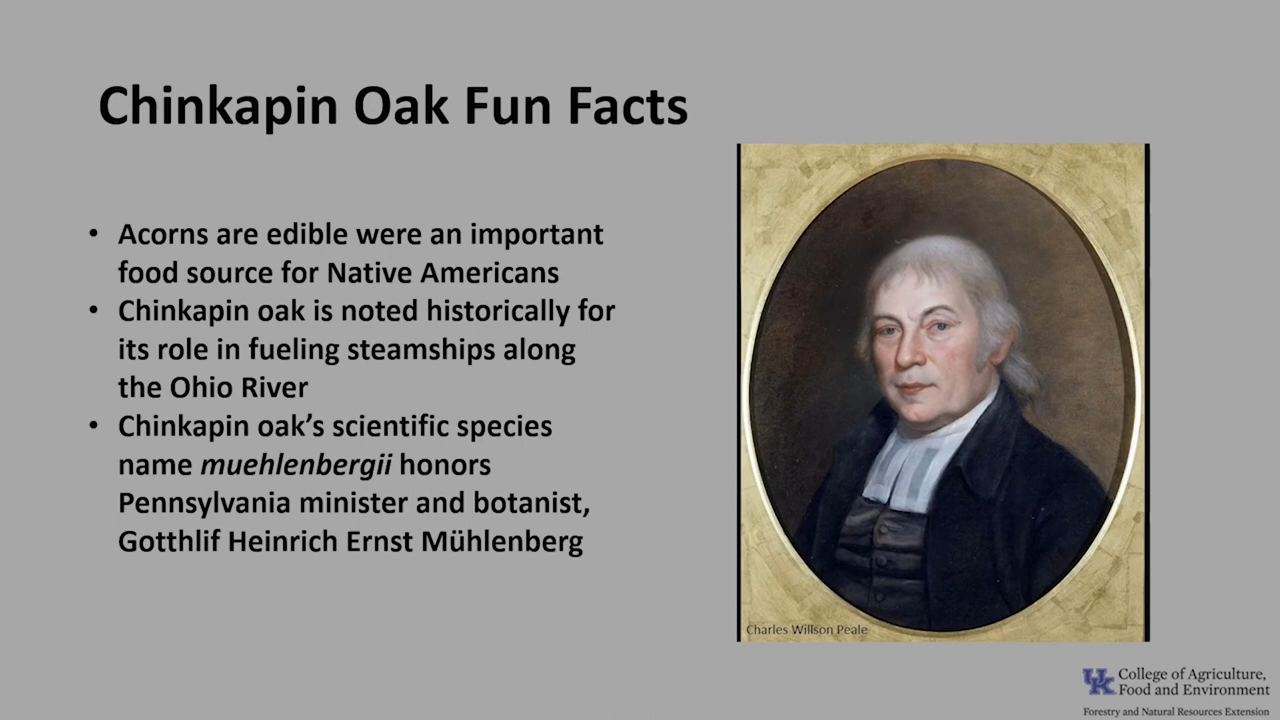 Chinkapin Oak Fun Facts
• Acorns are edible were an important
food source for Native Americans
• Chinkapin oak is noted historically for
its role in fueling steamships along
the Ohio River
• Chinkapin oak’s scientific species
name muehlenbergii honors
Pennsylvania minister and botanist,
Gotthlif Heinrich Ernst Mühlenberg
Charles Willson Peale
UK College of Agriculture,
Food and Environment
Forestry and Natural Resources Extension